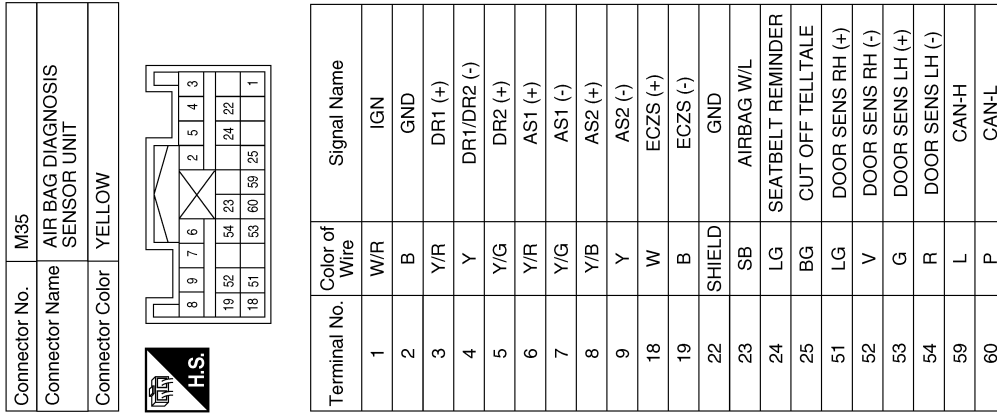 Connector No. M35
Connector Name AIR BAG DIAGNOSIS
SENSOR UNIT
Connector Color YELLOW
H.S.
8 9 7 6 2 5 4 3
19 52 54 23 24 22
18 51 53 60 59 25 1
Terminal No. Color of Wire Signal Name
1 W/R IGN
2 B GND
3 Y/R DR1 (+)
4 Y DR1/DR2 (-)
5 Y/G DR2 (+)
6 Y/R AS1 (+)
7 Y/G AS1 (-)
8 Y/B AS2 (+)
9 Y AS2 (-)
18 W ECZS (+)
19 B ECZS (-)
22 SHIELD GND
23 SB AIRBAG W/L
24 LG SEATBELT REMINDER
25 BG CUT OFF TELLTALE
51 LG DOOR SENS RH (+)
52 V DOOR SENS RH (-)
53 G DOOR SENS LH (+)
54 R DOOR SENS LH (-)
59 L CAN-H
60 P CAN-L